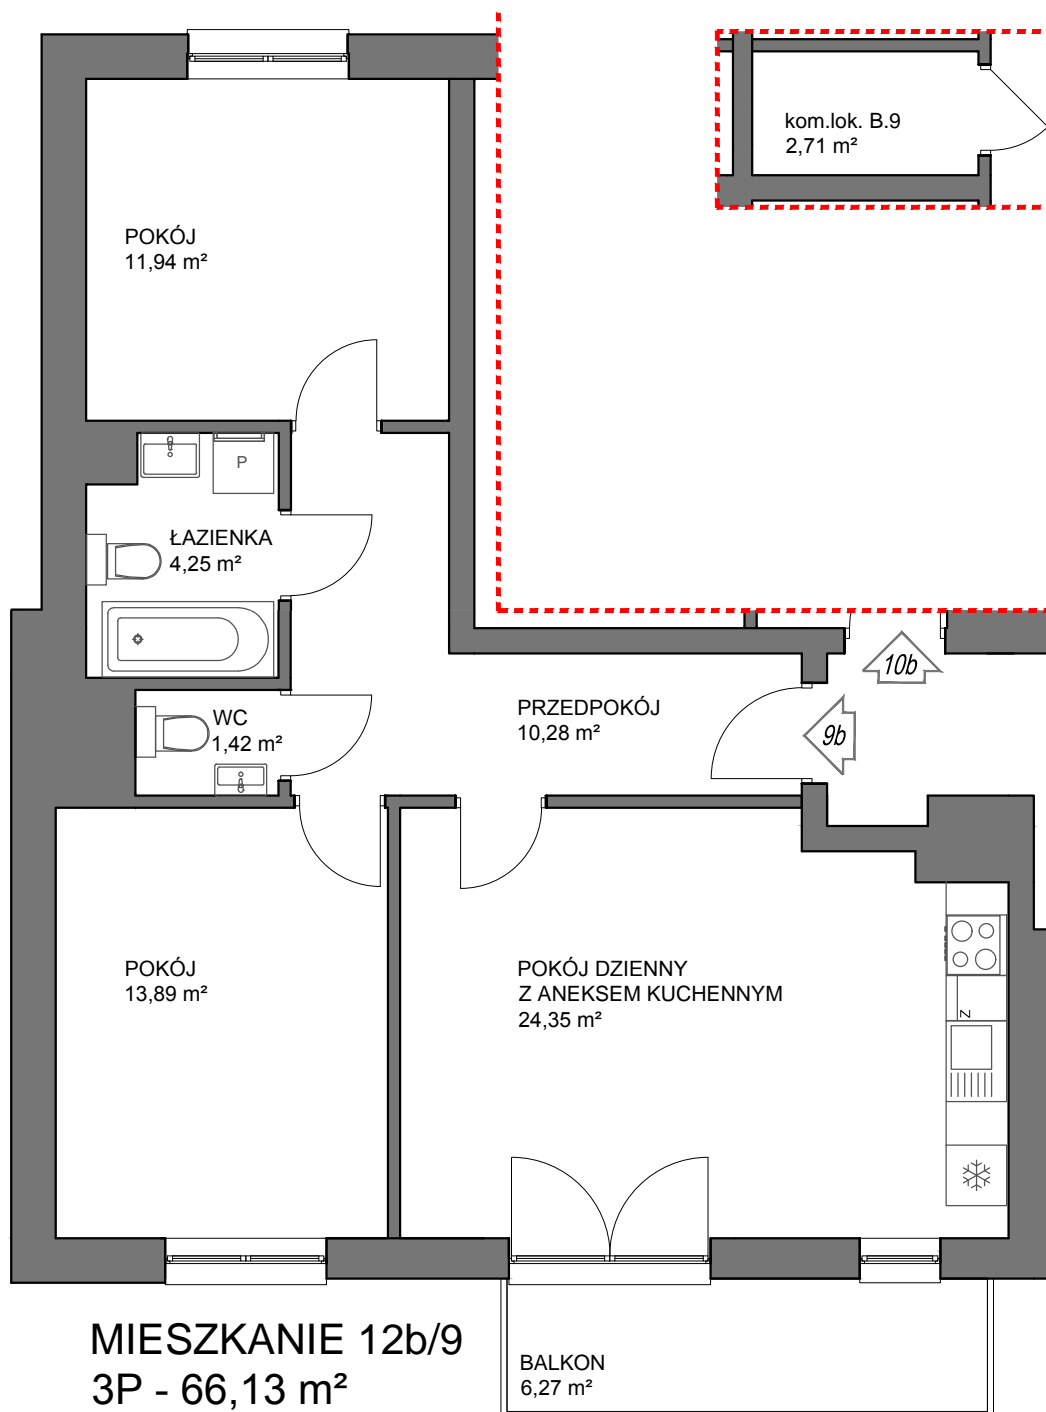 kom.lok. B.9
2,71 m²
POKÓJ
11,94 m²
P
ŁAZIENKA
4,25 m²
10b
WC
1,42 m²
PRZEDPOKÓJ
10,28 m²
9b
POKÓJ
13,89 m²
POKÓJ DZIENNY
Z ANEKSEM KUCHENNYM
24,35 m²
Z
MIESZKANIE 12b/9
3P - 66,13 m²
BALKON
6,27 m²